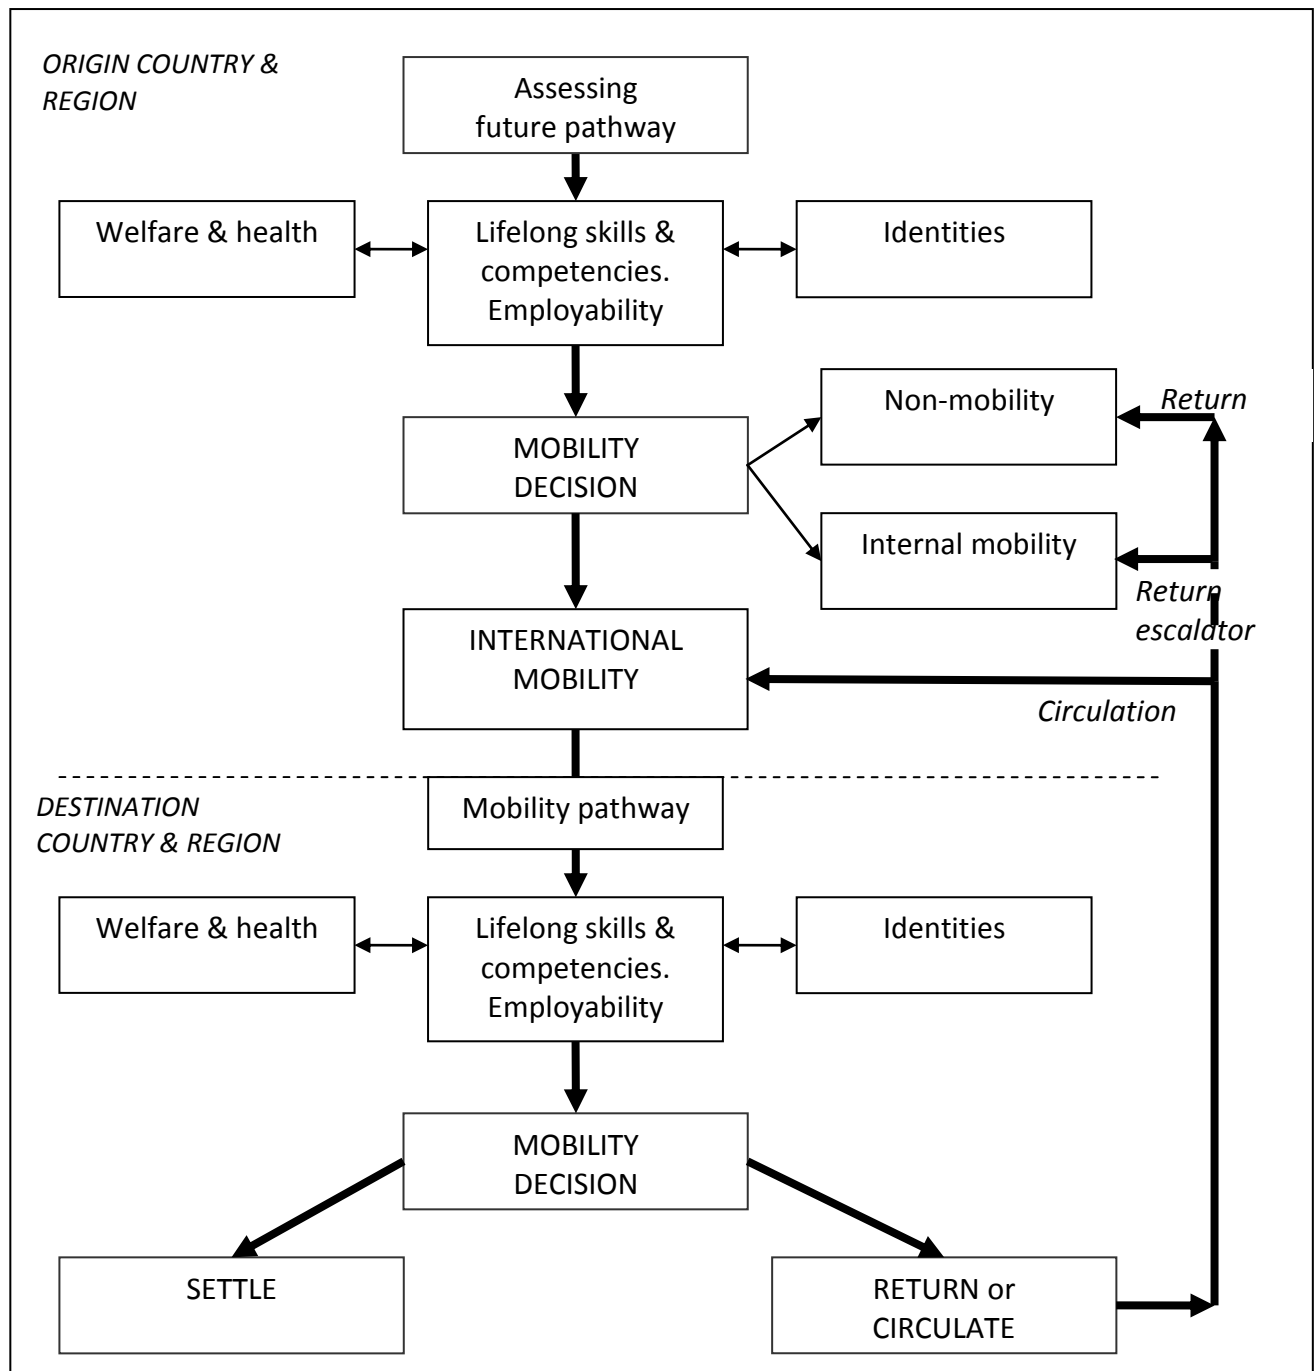 ORIGIN COUNTRY &
REGION
Assessing
future pathway
Welfare & health
Lifelong skills &
competencies.
Employability
Identities
MOBILITY
DECISION
Non-mobility
Return
Internal mobility
Return
escalator
INTERNATIONAL
MOBILITY
Circulation
DESTINATION
COUNTRY & REGION
Mobility pathway
Welfare & health
Lifelong skills &
competencies.
Employability
Identities
MOBILITY
DECISION
SETTLE
RETURN or
CIRCULATE